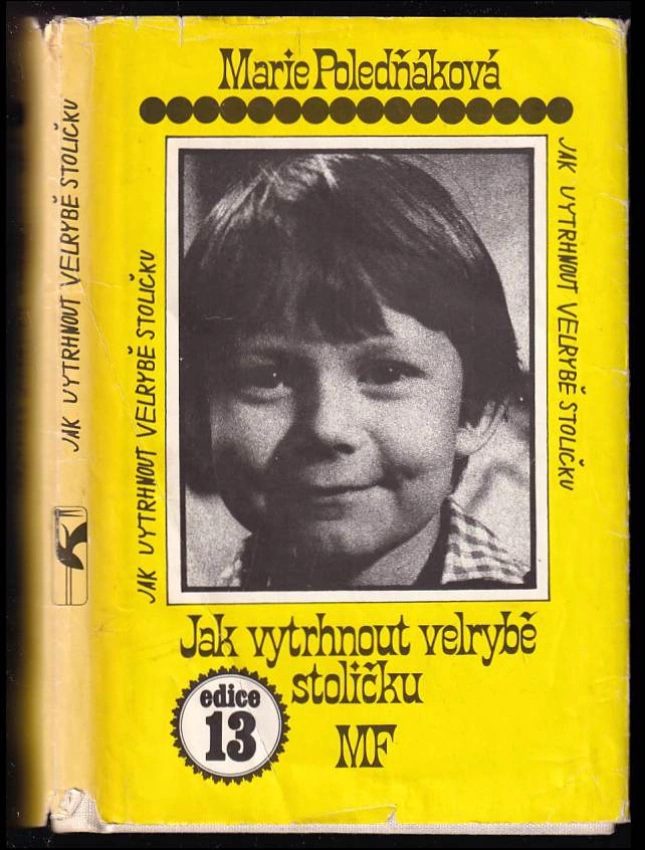 Marie Poledňáková
JAK VYTRHNOUT VELRYBĚ STOLIČKU
JAK VYTRHNOUT VELRYBĚ STOLIČKU
JAK VYTRHNOUT VELRYBĚ STOLIČKU
Jak vytrhnout velrybě
stoličku
edice
13
MF